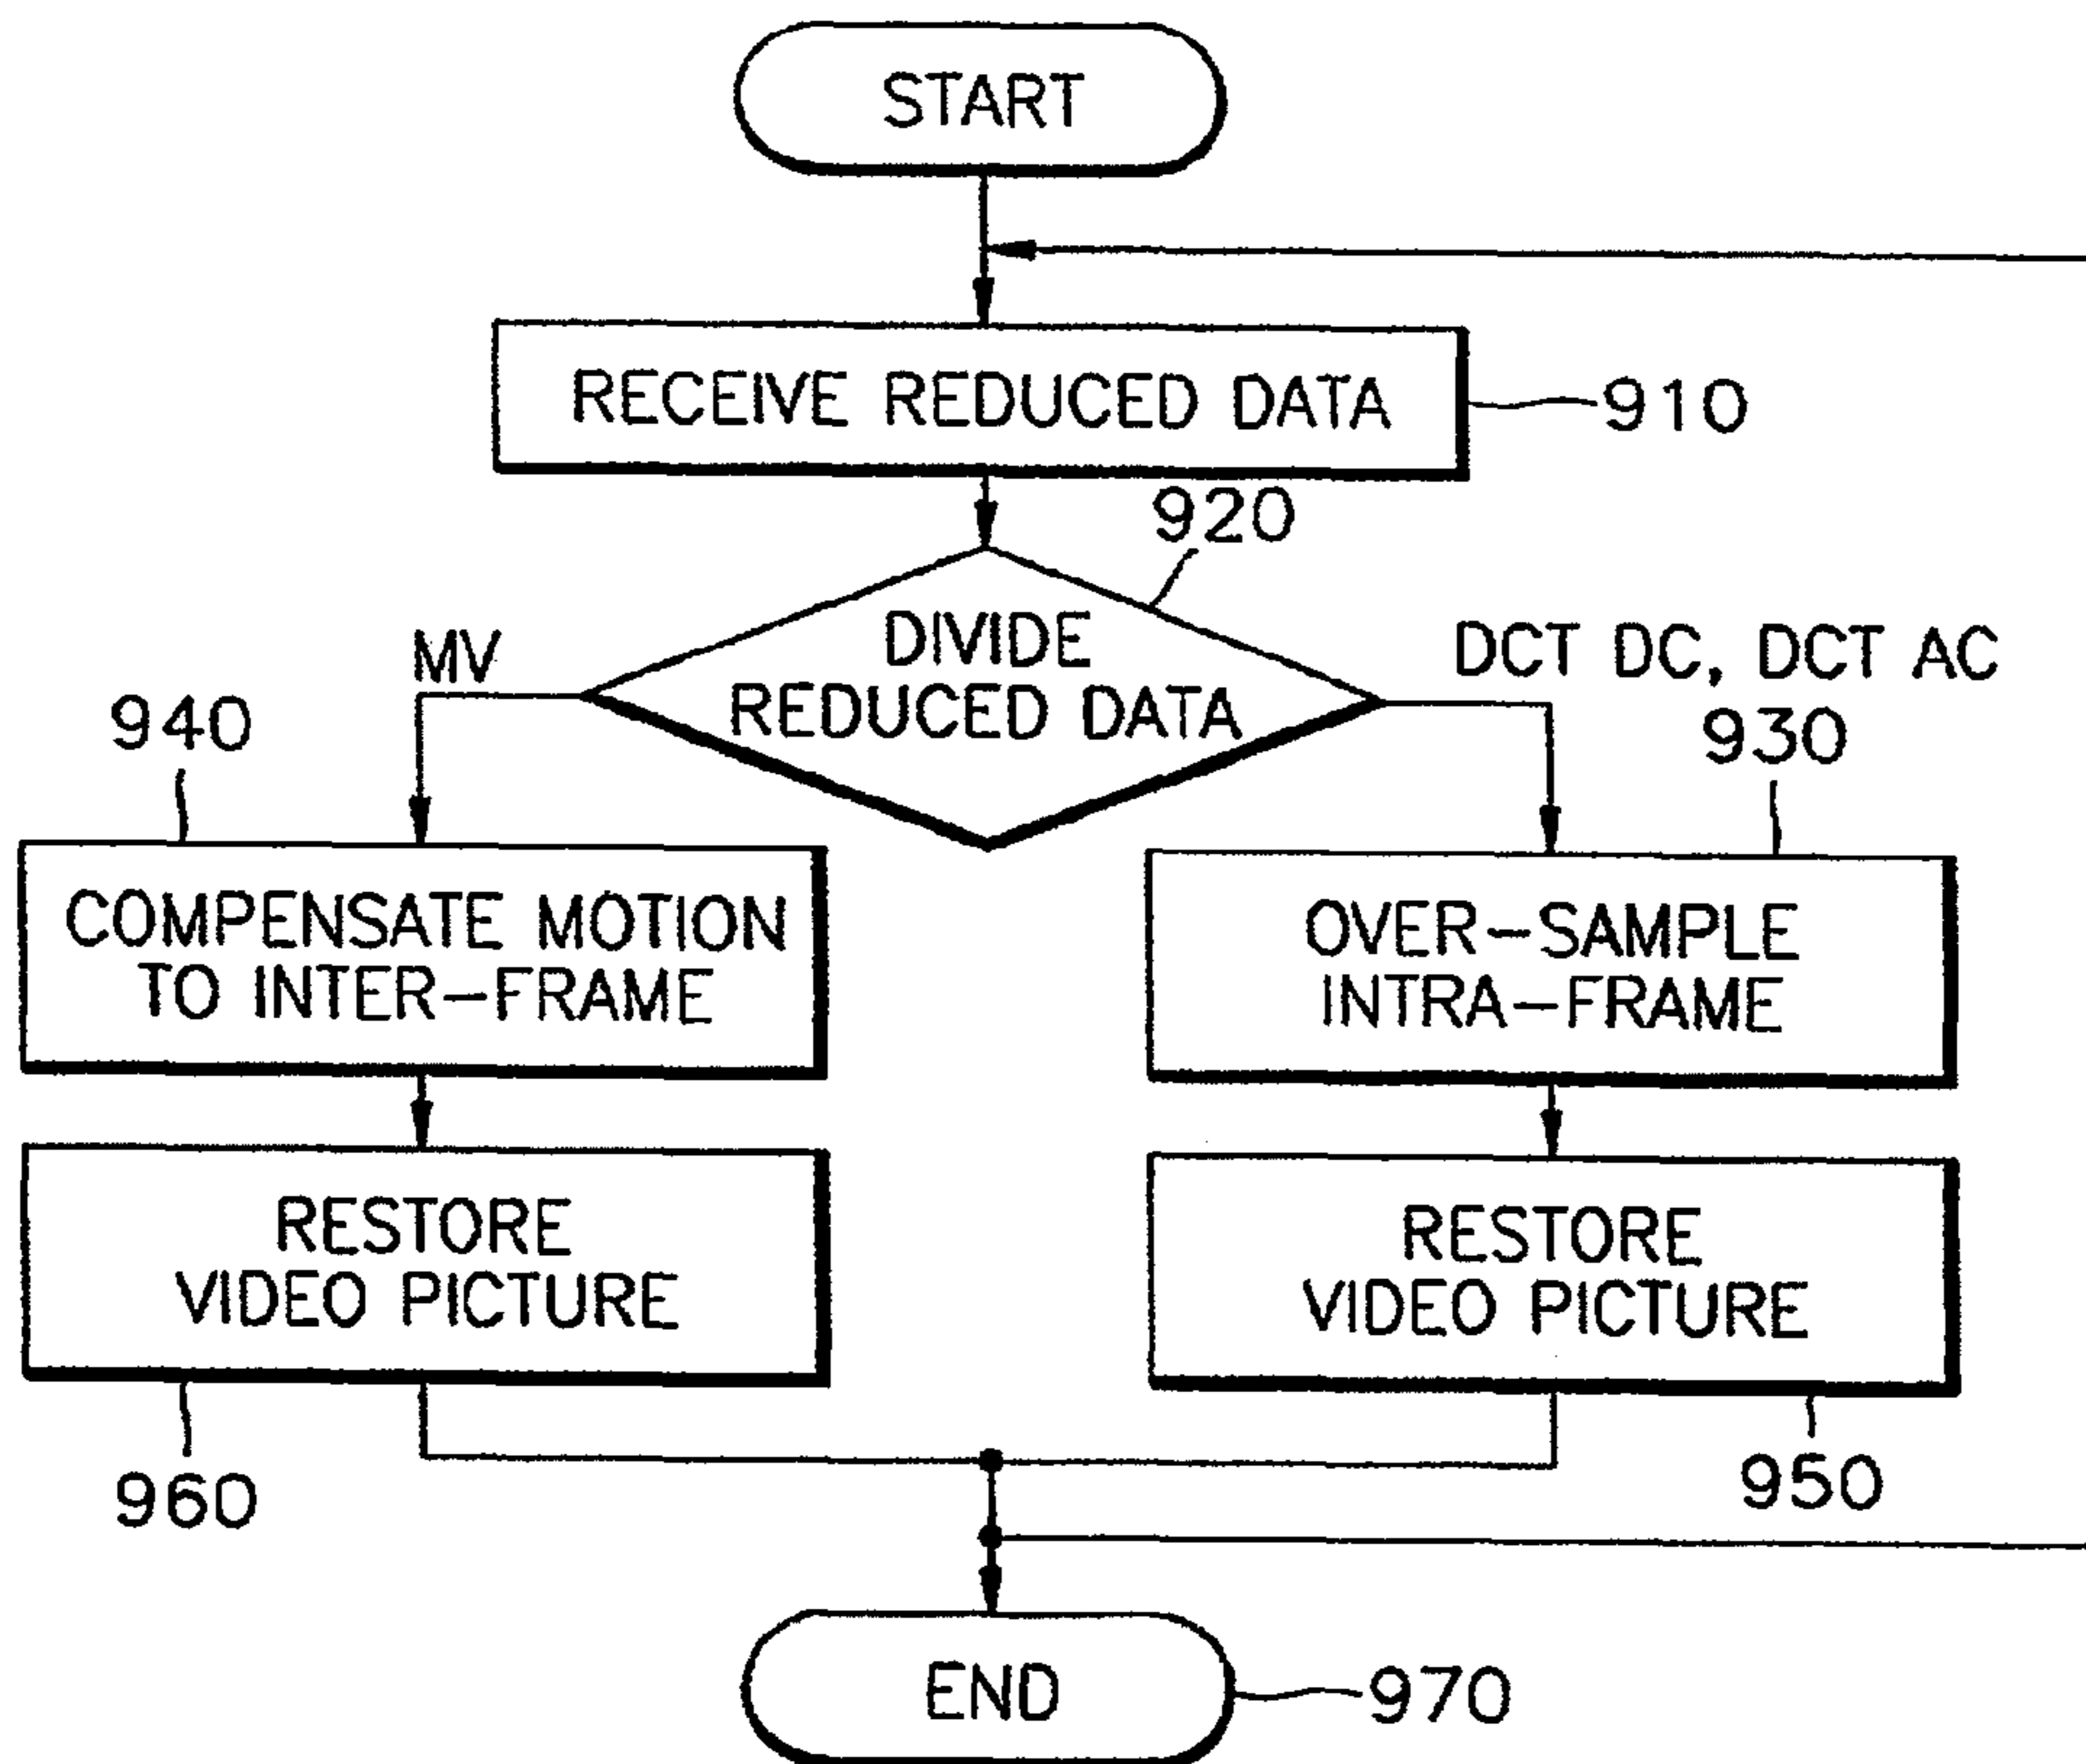 START
RECEIVE REDUCED DATA
910
920
DIVIDE
REDUCED DATA
MV
DCT DC, DCT AC
940
930
COMPENSATE MOTION
TO INTER-FRAME
OVER-SAMPLE
INTRA-FRAME
RESTORE
VIDEO PICTURE
RESTORE
VIDEO PICTURE
960
950
END
970